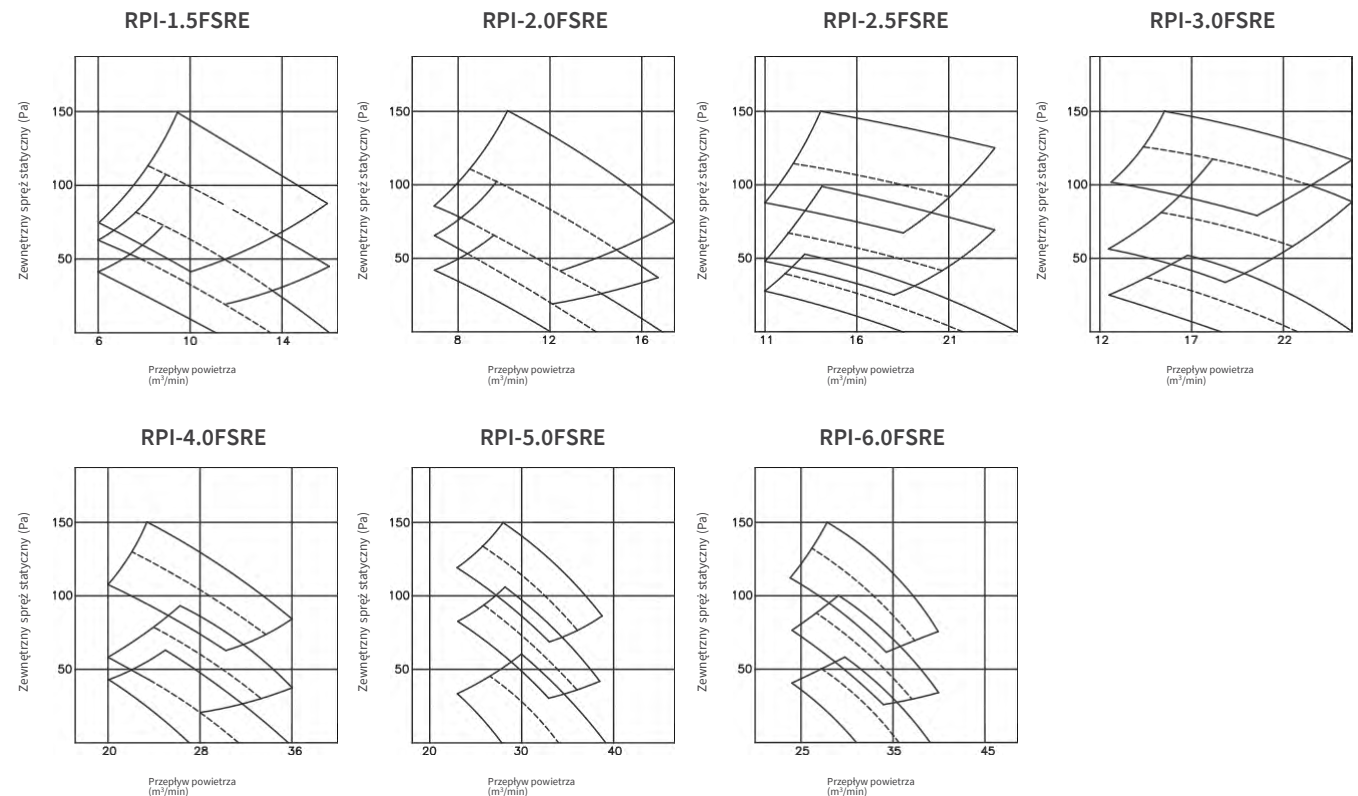 RPI-1.5FSRE
RPI-2.0FSRE
RPI-2.5FSRE
RPI-3.0FSRE
Zewnętrzny spręż statyczny (Pa)
150
100
50
6 10 14
Przepływ powietrza
(m³/min)
Zewnętrzny spręż statyczny (Pa)
150
100
50
8 12 16
Przepływ powietrza
(m³/min)
Zewnętrzny spręż statyczny (Pa)
150
100
50
11 16 21
Przepływ powietrza
(m³/min)
Zewnętrzny spręż statyczny (Pa)
150
100
50
12 17 22
Przepływ powietrza
(m³/min)
RPI-4.0FSRE
RPI-5.0FSRE
RPI-6.0FSRE
Zewnętrzny spręż statyczny (Pa)
150
100
50
20 28 36
Przepływ powietrza
(m³/min)
Zewnętrzny spręż statyczny (Pa)
150
100
50
20 30 40
Przepływ powietrza
(m³/min)
Zewnętrzny spręż statyczny (Pa)
150
100
50
25 35 45
Przepływ powietrza
(m³/min)